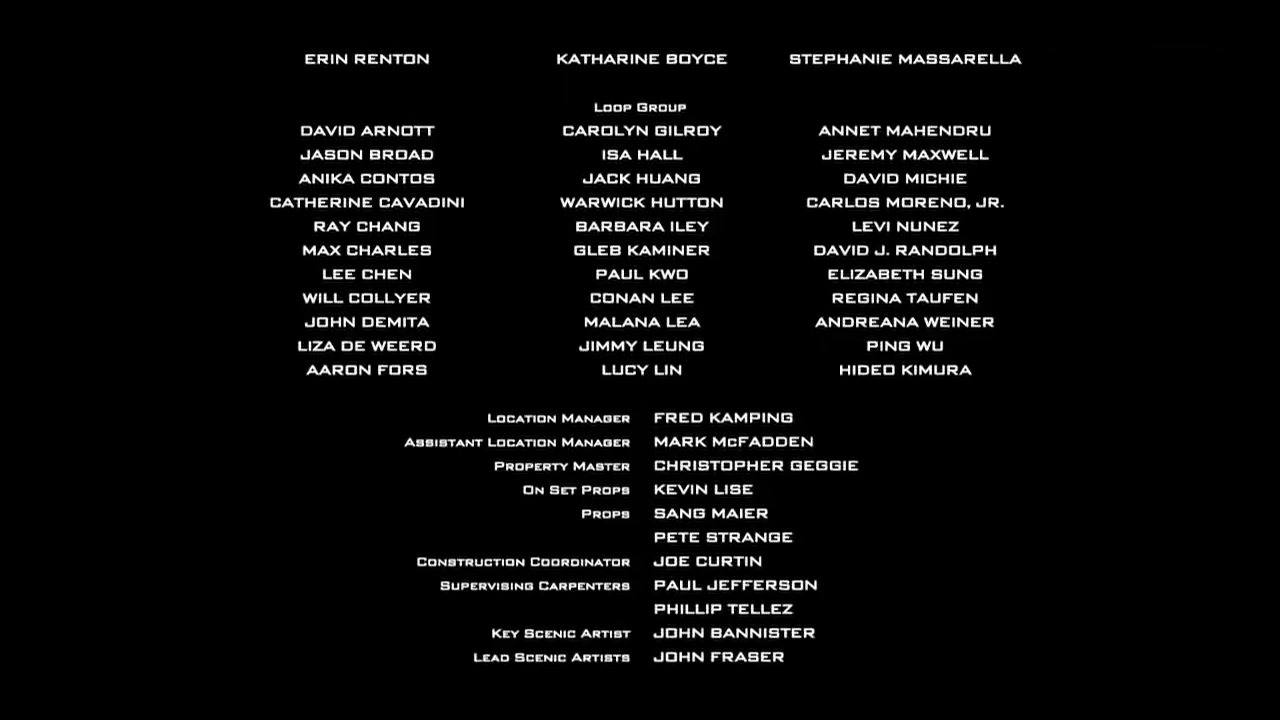 ERIN RENTON KATHARINE BOYCE STEPHANIE MASSARELLA
Loop Group
DAVID ARNOTT CAROLYN GILROY ANNET MAHENDRU
JASON BROAD ISA HALL JEREMY MAXWELL
ANIKA CONTOS JACK HUANG DAVID MICHIE
CATHERINE CAVADINI WARWICK HUTTON CARLOS MORENO, JR.
RAY CHANG BARBARA ILEY LEVI NUNEZ
MAX CHARLES GLEB KAMINER DAVID J. RANDOLPH
LEE CHEN PAUL KWO ELIZABETH SUNG
WILL COLLYER CONAN LEE REGINA TAUFEN
JOHN DEMITA MALANA LEA ANDREANA WEINER
LIZA DE WEERD JIMMY LEUNG PING WU
AARON FORS LUCY LIN HIDEO KIMURA
Location Manager FRED KAMPING
Assistant Location Manager MARK McFADDEN
Property Master CHRISTOPHER GEGGIE
On Set Props KEVIN LISE
Props SANG MAIER
PETE STRANGE
Construction Coordinator JOE CURTIN
Supervising Carpenters PAUL JEFFERSON
PHILLIP TELLEZ
Key Scenic Artist JOHN BANNISTER
Lead Scenic Artists JOHN FRASER